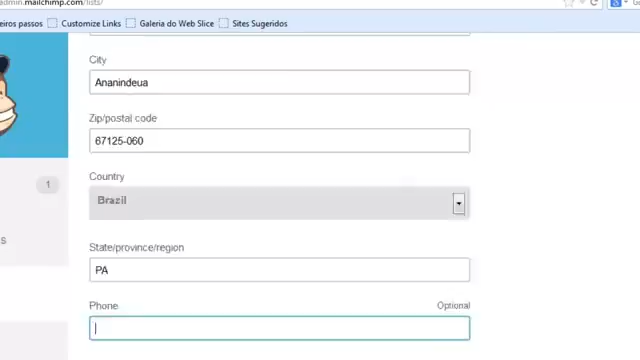 admin.mailchimp.com/lists/
eiros passos Customize Links Galeria do Web Slice Sites Sugeridos
City
Ananindeua
Zip/postal code
67125-060
Country
1
Brazil
s
State/province/region
PA
Phone Optional